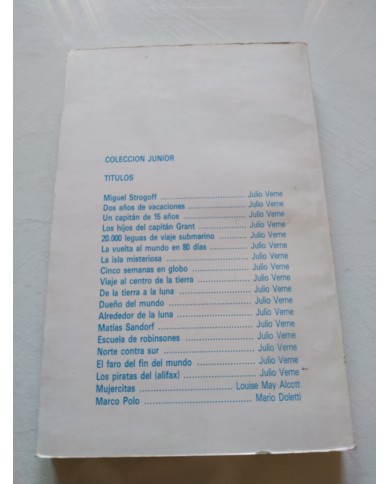 COLECCION JUNIOR
TITULOS
Miguel Strogoff ........................ Julio Verne
Dos años de vacaciones ........................ Julio Verne
Un capitán de 15 años ........................ Julio Verne
Los hijos del capitán Grant ........................ Julio Verne
20.000 leguas de viaje submarino ........................ Julio Verne
La vuelta al mundo en 80 días ........................ Julio Verne
La isla misteriosa ........................ Julio Verne
Cinco semanas en globo ........................ Julio Verne
Viaje al centro de la tierra ........................ Julio Verne
De la tierra a la luna ........................ Julio Verne
Dueño del mundo ........................ Julio Verne
Alrededor de la luna ........................ Julio Verne
Matías Sandorf ........................ Julio Verne
Escuela de robinsones ........................ Julio Verne
Norte contra sur ........................ Julio Verne
El faro del fin del mundo ........................ Julio Verne
Los piratas del (alifax) ........................ Julio Verne
Mujercitas ........................ Louise May Alcott
Marco Polo ........................ Mario Doletti